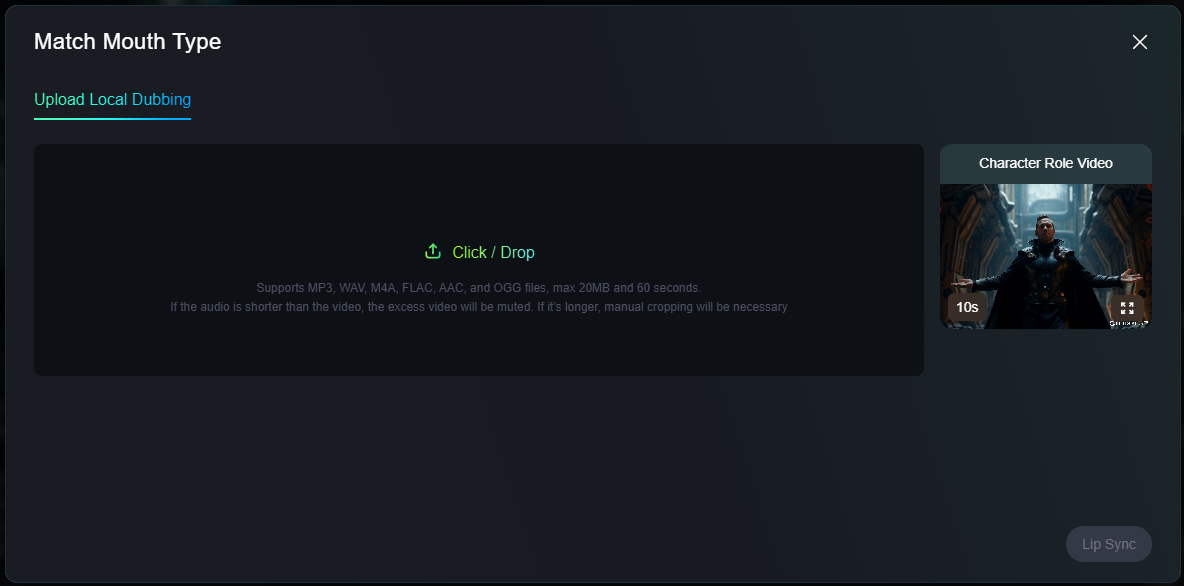 Match Mouth Type
Upload Local Dubbing
Click / Drop
Supports MP3, WAV, M4A, FLAC, AAC, and OGG files, max 20MB and 60 seconds.
If the audio is shorter than the video, the excess video will be muted. If it's longer, manual cropping will be necessary
Character Role Video
10s
Lip Sync